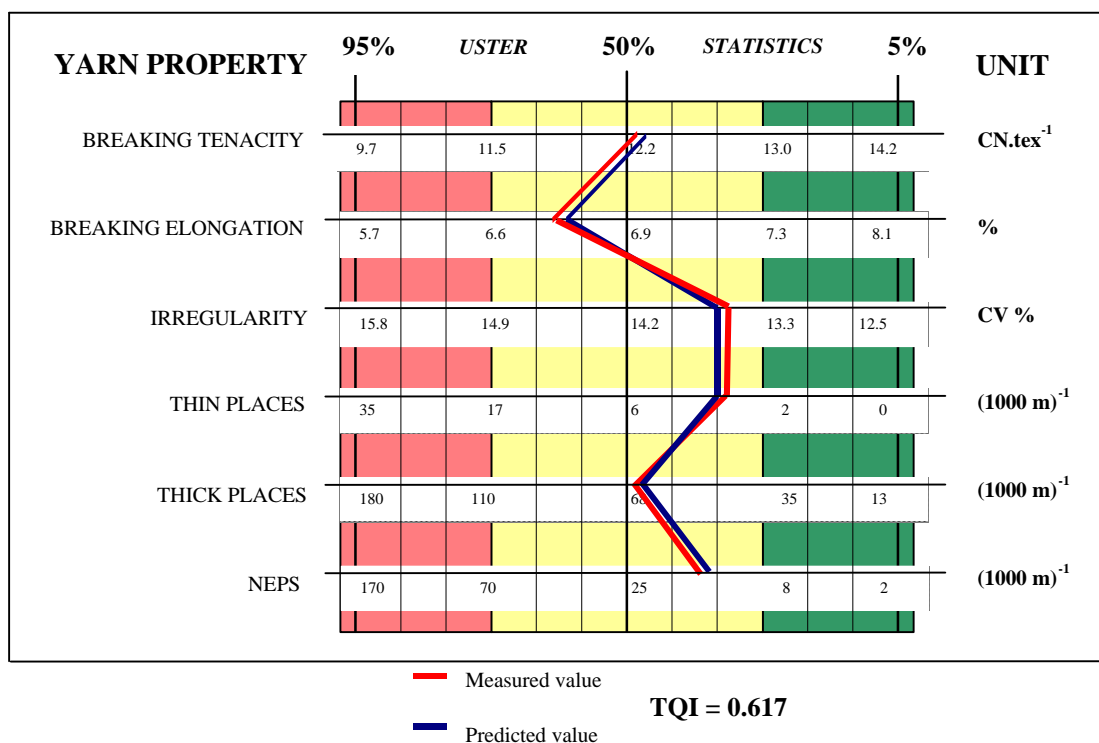 95% USTER 50% STATISTICS 5%
YARN PROPERTY UNIT
BREAKING TENACITY CN.tex-1
9.7 11.5 12.2 13.0 14.2
BREAKING ELONGATION %
5.7 6.6 6.9 7.3 8.1
IRREGULARITY CV %
15.8 14.9 14.2 13.3 12.5
THIN PLACES (1000 m)-1
35 17 6 2 0
THICK PLACES (1000 m)-1
180 110 68 35 13
NEPS (1000 m)-1
170 70 25 8 2
Measured value
TQI = 0.617
Predicted value